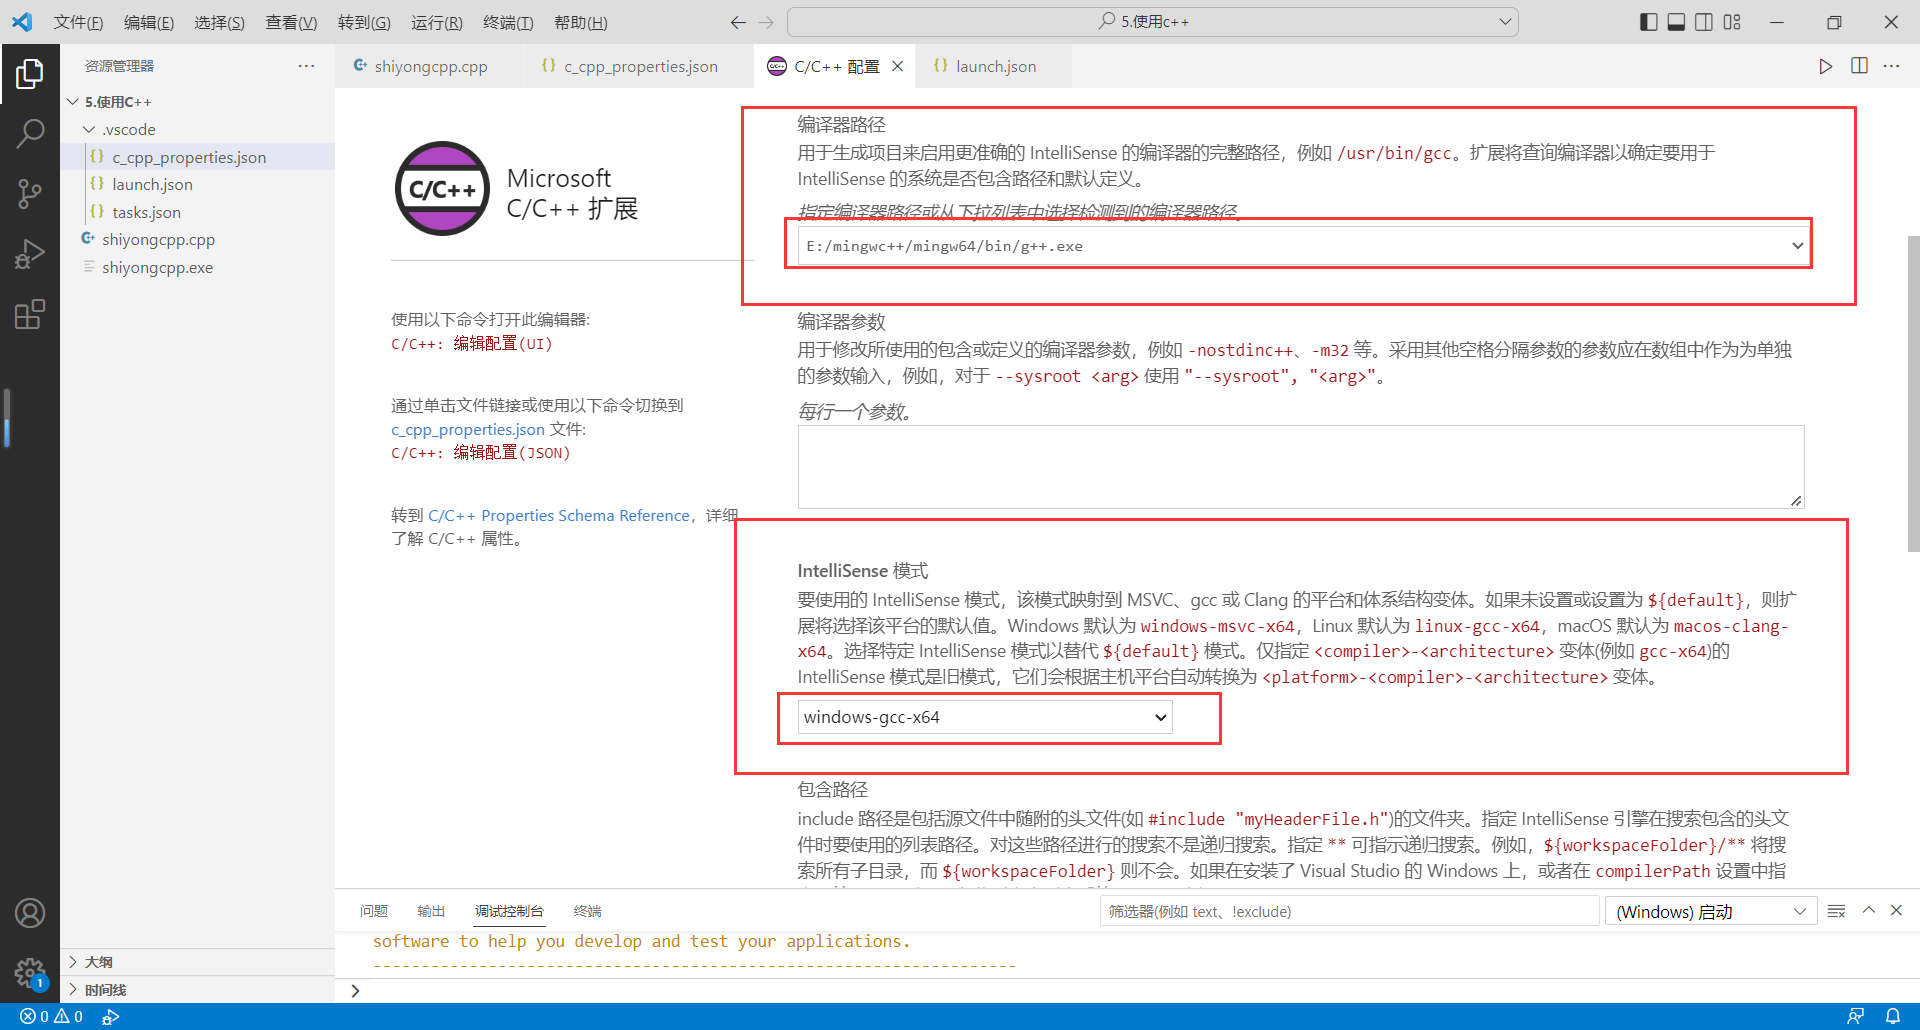 文件(F) 编辑(E) 选择(S) 查看(V) 转到(G) 运行(R) 终端(T) 帮助(H) 5.使用c++
资源管理器
5.使用C++
.vscode
c_cpp_properties.json
launch.json
tasks.json
shiyongcpp.cpp
shiyongcpp.exe
大纲
时间线
shiyongcpp.cpp c_cpp_properties.json C/C++ 配置 launch.json
C/C++
Microsoft
C/C++ 扩展
使用以下命令打开此编辑器:
C/C++: 编辑配置(UI)
通过单击文件链接或使用以下命令切换到
c_cpp_properties.json 文件:
C/C++: 编辑配置(JSON)
转到 C/C++ Properties Schema Reference，详细
了解 C/C++ 属性。
编译器路径
用于生成项目来启用更准确的 IntelliSense 的编译器的完整路径，例如 /usr/bin/gcc。扩展将查询编译器以确定要用于
IntelliSense 的系统是否包含路径和默认定义。
指定编译器路径或从下拉列表中选择检测到的编译器路径。
E:/mingwc++/mingw64/bin/g++.exe
编译器参数
用于修改所使用的包含或定义的编译器参数，例如 -nostdinc++、-m32 等。采用其他空格分隔参数的参数应在数组中作为为单独
的参数输入，例如，对于 --sysroot <arg> 使用 "--sysroot", "<arg>"。
每行一个参数。
IntelliSense 模式
要使用的 IntelliSense 模式，该模式映射到 MSVC、gcc 或 Clang 的平台和体系结构变体。如果未设置或设置为 ${default}，则扩
展将选择该平台的默认值。Windows 默认为 windows-msvc-x64，Linux 默认为 linux-gcc-x64，macOS 默认为 macos-clang-
x64。选择特定 IntelliSense 模式以替代 ${default} 模式。仅指定 <compiler>-<architecture> 变体(例如 gcc-x64)的
IntelliSense 模式是旧模式，它们会根据主机平台自动转换为 <platform>-<compiler>-<architecture> 变体。
windows-gcc-x64
包含路径
include 路径是包括源文件中随附的头文件(如 #include "myHeaderFile.h")的文件夹。指定 IntelliSense 引擎在搜索包含的头文
件时要使用的列表路径。对这些路径进行的搜索不是递归搜索。指定 ** 可指示递归搜索。例如，${workspaceFolder}/** 将搜
索所有子目录，而 ${workspaceFolder} 则不会。如果在安装了 Visual Studio 的 Windows 上，或者在 compilerPath 设置中指
问题 输出 调试控制台 终端 筛选器(例如 text、!exclude) (Windows) 启动
software to help you develop and test your applications.
-------------------------------------------------------------------
1
0 0